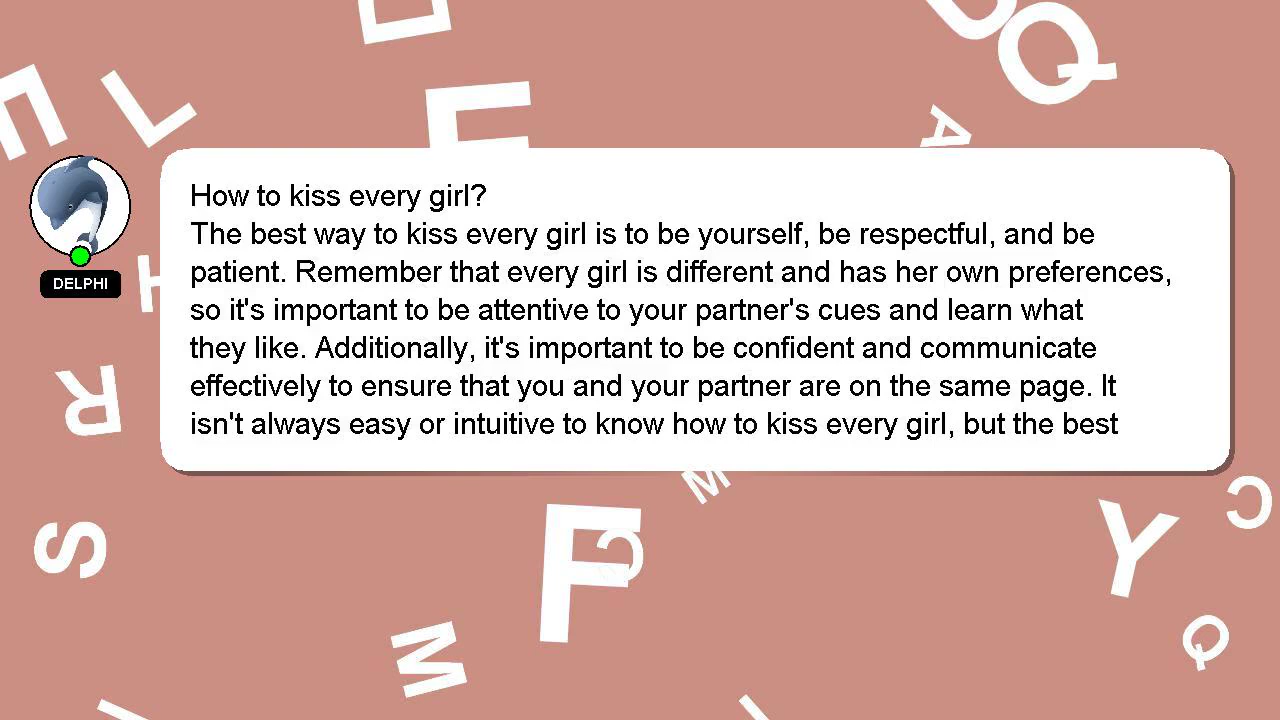 How to kiss every girl?
The best way to kiss every girl is to be yourself, be respectful, and be
patient. Remember that every girl is different and has her own preferences,
so it's important to be attentive to your partner's cues and learn what
they like. Additionally, it's important to be confident and communicate
effectively to ensure that you and your partner are on the same page. It
isn't always easy or intuitive to know how to kiss every girl, but the best
DELPHI
L
Q
A
H
R
S
M
F
G
M
Y
C
Q